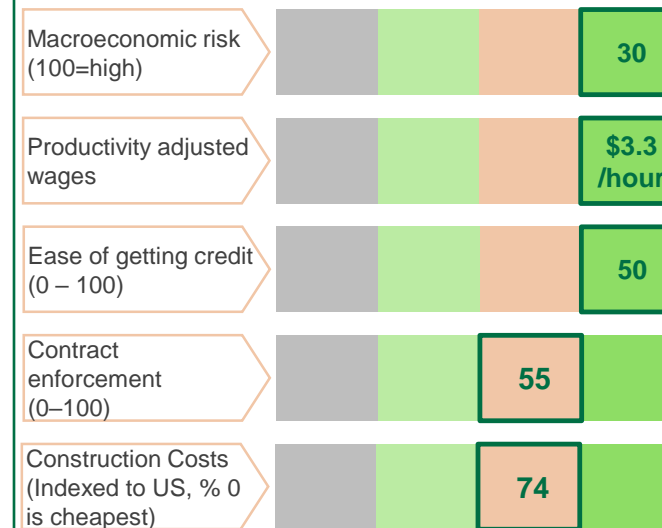 Macroeconomic risk
(100=high)
30
Productivity adjusted
wages
$3.3
/hour
Ease of getting credit
(0 – 100)
50
Contract
enforcement
(0–100)
55
Construction Costs
(Indexed to US, % 0
is cheapest)
74